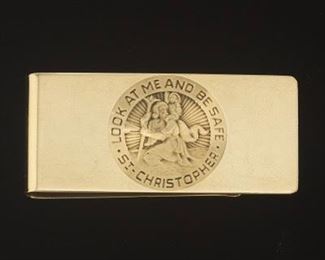 LOOK AT ME AND BE SAFE
· ST· CHRISTOPHER ·